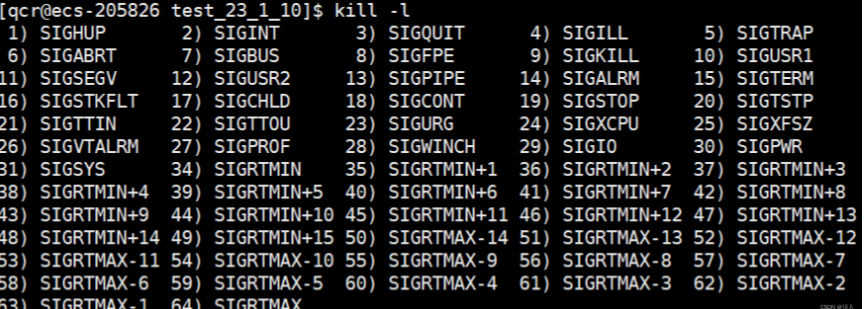 [qcr@ecs-205826 test_23_1_10]$ kill -l
1) SIGHUP 2) SIGINT 3) SIGQUIT 4) SIGILL 5) SIGTRAP
6) SIGABRT 7) SIGBUS 8) SIGFPE 9) SIGKILL 10) SIGUSR1
11) SIGSEGV 12) SIGUSR2 13) SIGPIPE 14) SIGALRM 15) SIGTERM
16) SIGSTKFLT 17) SIGCHLD 18) SIGCONT 19) SIGSTOP 20) SIGTSTP
21) SIGTTIN 22) SIGTTOU 23) SIGURG 24) SIGXCPU 25) SIGXFSZ
26) SIGVTALRM 27) SIGPROF 28) SIGWINCH 29) SIGIO 30) SIGPWR
31) SIGSYS 34) SIGRTMIN 35) SIGRTMIN+1 36) SIGRTMIN+2 37) SIGRTMIN+3
38) SIGRTMIN+4 39) SIGRTMIN+5 40) SIGRTMIN+6 41) SIGRTMIN+7 42) SIGRTMIN+8
43) SIGRTMIN+9 44) SIGRTMIN+10 45) SIGRTMIN+11 46) SIGRTMIN+12 47) SIGRTMIN+13
48) SIGRTMIN+14 49) SIGRTMIN+15 50) SIGRTMAX-14 51) SIGRTMAX-13 52) SIGRTMAX-12
53) SIGRTMAX-11 54) SIGRTMAX-10 55) SIGRTMAX-9 56) SIGRTMAX-8 57) SIGRTMAX-7
58) SIGRTMAX-6 59) SIGRTMAX-5 60) SIGRTMAX-4 61) SIGRTMAX-3 62) SIGRTMAX-2
63) SIGRTMAX-1 64) SIGRTMAX